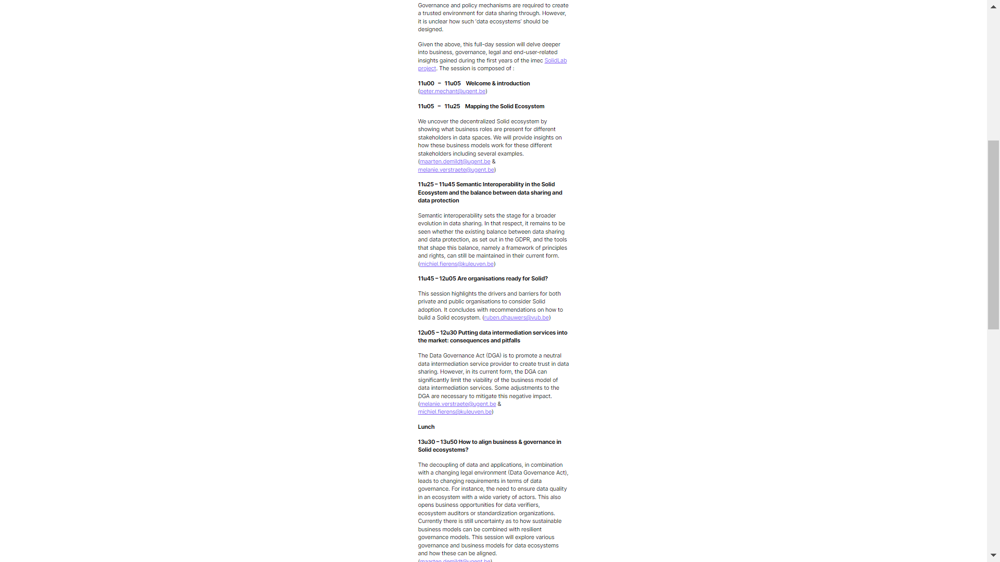 Governance and policy mechanisms are required to create
a trusted environment for data sharing through. However,
it is unclear how such ‘data ecosystems’ should be
designed.
Given the above, this full-day session will delve deeper
into business, governance, legal and end-user-related
insights gained during the first years of the imec SolidLab
project. The session is composed of :
11u00 – 11u05 Welcome & introduction
(peter.mechant@ugent.be)
11u05 – 11u25 Mapping the Solid Ecosystem
We uncover the decentralized Solid ecosystem by
showing what business roles are present for different
stakeholders in data spaces. We will provide insights on
how these business models work for these different
stakeholders including several examples.
(maarten.demildt@ugent.be &
melanie.verstraete@ugent.be)
11u25 – 11u45 Semantic Interoperability in the Solid
Ecosystem and the balance between data sharing and
data protection
Semantic interoperability sets the stage for a broader
evolution in data sharing. In that respect, it remains to be
seen whether the existing balance between data sharing
and data protection, as set out in the GDPR, and the tools
that shape this balance, namely a framework of principles
and rights, can still be maintained in their current form.
(michiel.fierens@kuleuven.be)
11u45 – 12u05 Are organisations ready for Solid?
This session highlights the drivers and barriers for both
private and public organisations to consider Solid
adoption. It concludes with recommendations on how to
build a Solid ecosystem. (ruben.dhauwers@vub.be)
12u05 – 12u30 Putting data intermediation services into
the market: consequences and pitfalls
The Data Governance Act (DGA) is to promote a neutral
data intermediation service provider to create trust in data
sharing. However, in its current form, the DGA can
significantly limit the viability of the business model of
data intermediation services. Some adjustments to the
DGA are necessary to mitigate this negative impact.
(melanie.verstraete@ugent.be &
michiel.fierens@kuleuven.be)
Lunch
13u30 – 13u50 How to align business & governance in
Solid ecosystems?
The decoupling of data and applications, in combination
with a changing legal environment (Data Governance Act),
leads to changing requirements in terms of data
governance. For instance, the need to ensure data quality
in an ecosystem with a wide variety of actors. This also
opens business opportunities for data verifiers,
ecosystem auditors or standardization organizations.
Currently there is still uncertainty as to how sustainable
business models can be combined with resilient
governance models. This session will explore various
governance and business models for data ecosystems
and how these can be aligned.
(maarten.demildt@ugent.be)